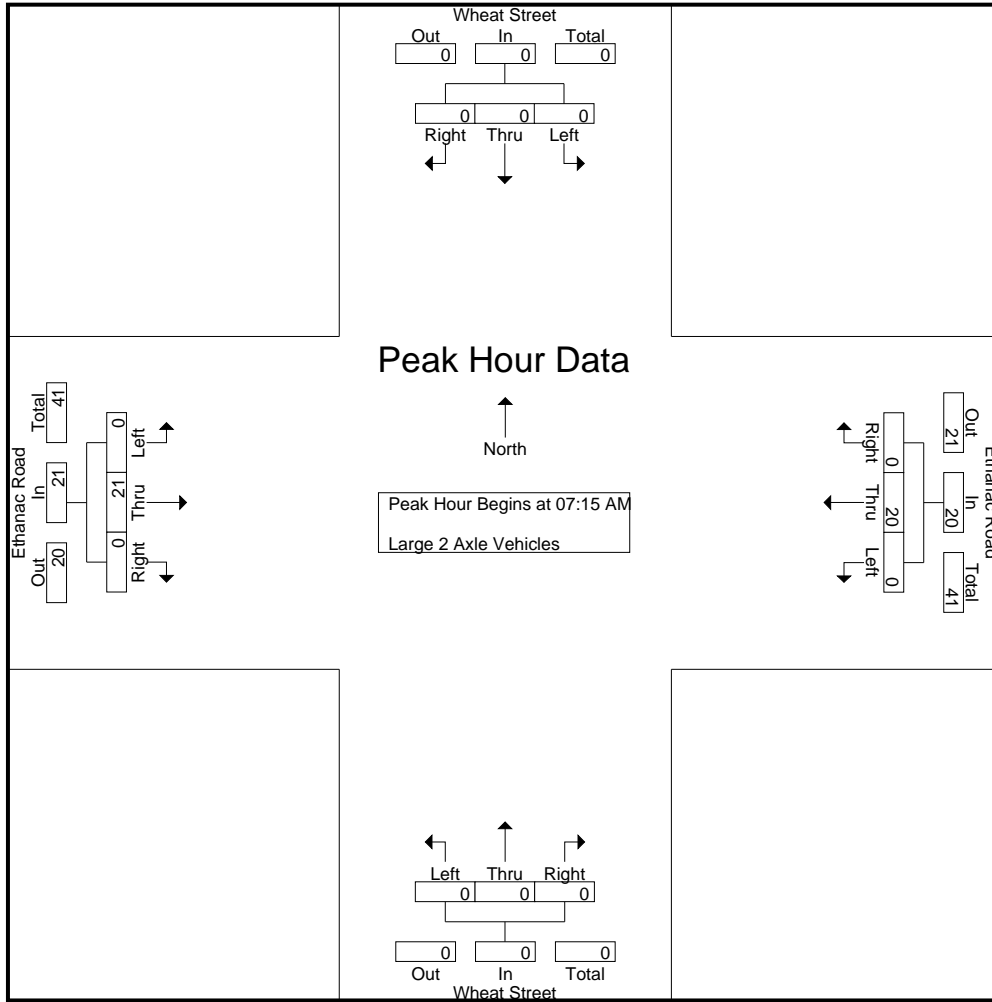 Wheat Street
Out In Total
0 0 0
0 0 0
Right Thru Left
Peak Hour Data
North
Peak Hour Begins at 07:15 AM
Large 2 Axle Vehicles
Ethanac Road
Total In Out
41 21 20
0 21 0
Left Thru Right
Right Thru Left
0 20 0
21 20 41
Out In Total
Ethanac Road
Left Thru Right
0 0 0
0 0 0
Out In Total
Wheat Street